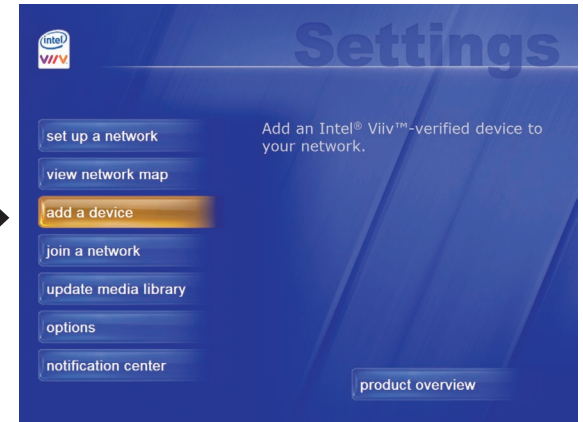 intel
VIIV
Settings
set up a network
Add an Intel® Viiv™-verified device to
your network.
view network map
add a device
join a network
update media library
options
notification center
product overview